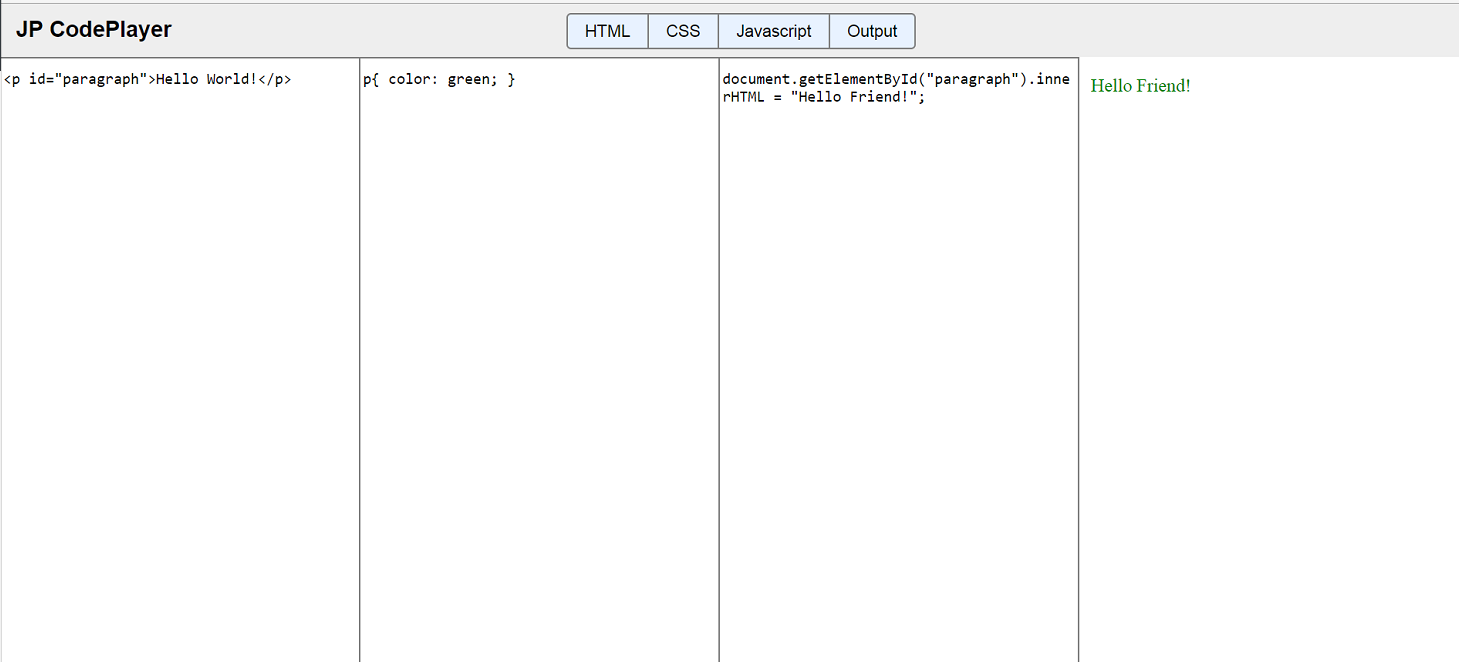 JP CodePlayer
HTML CSS Javascript Output
<p id="paragraph">Hello World!</p>
p{ color: green; }
document.getElementById("paragraph").inne
rHTML = "Hello Friend!";
Hello Friend!